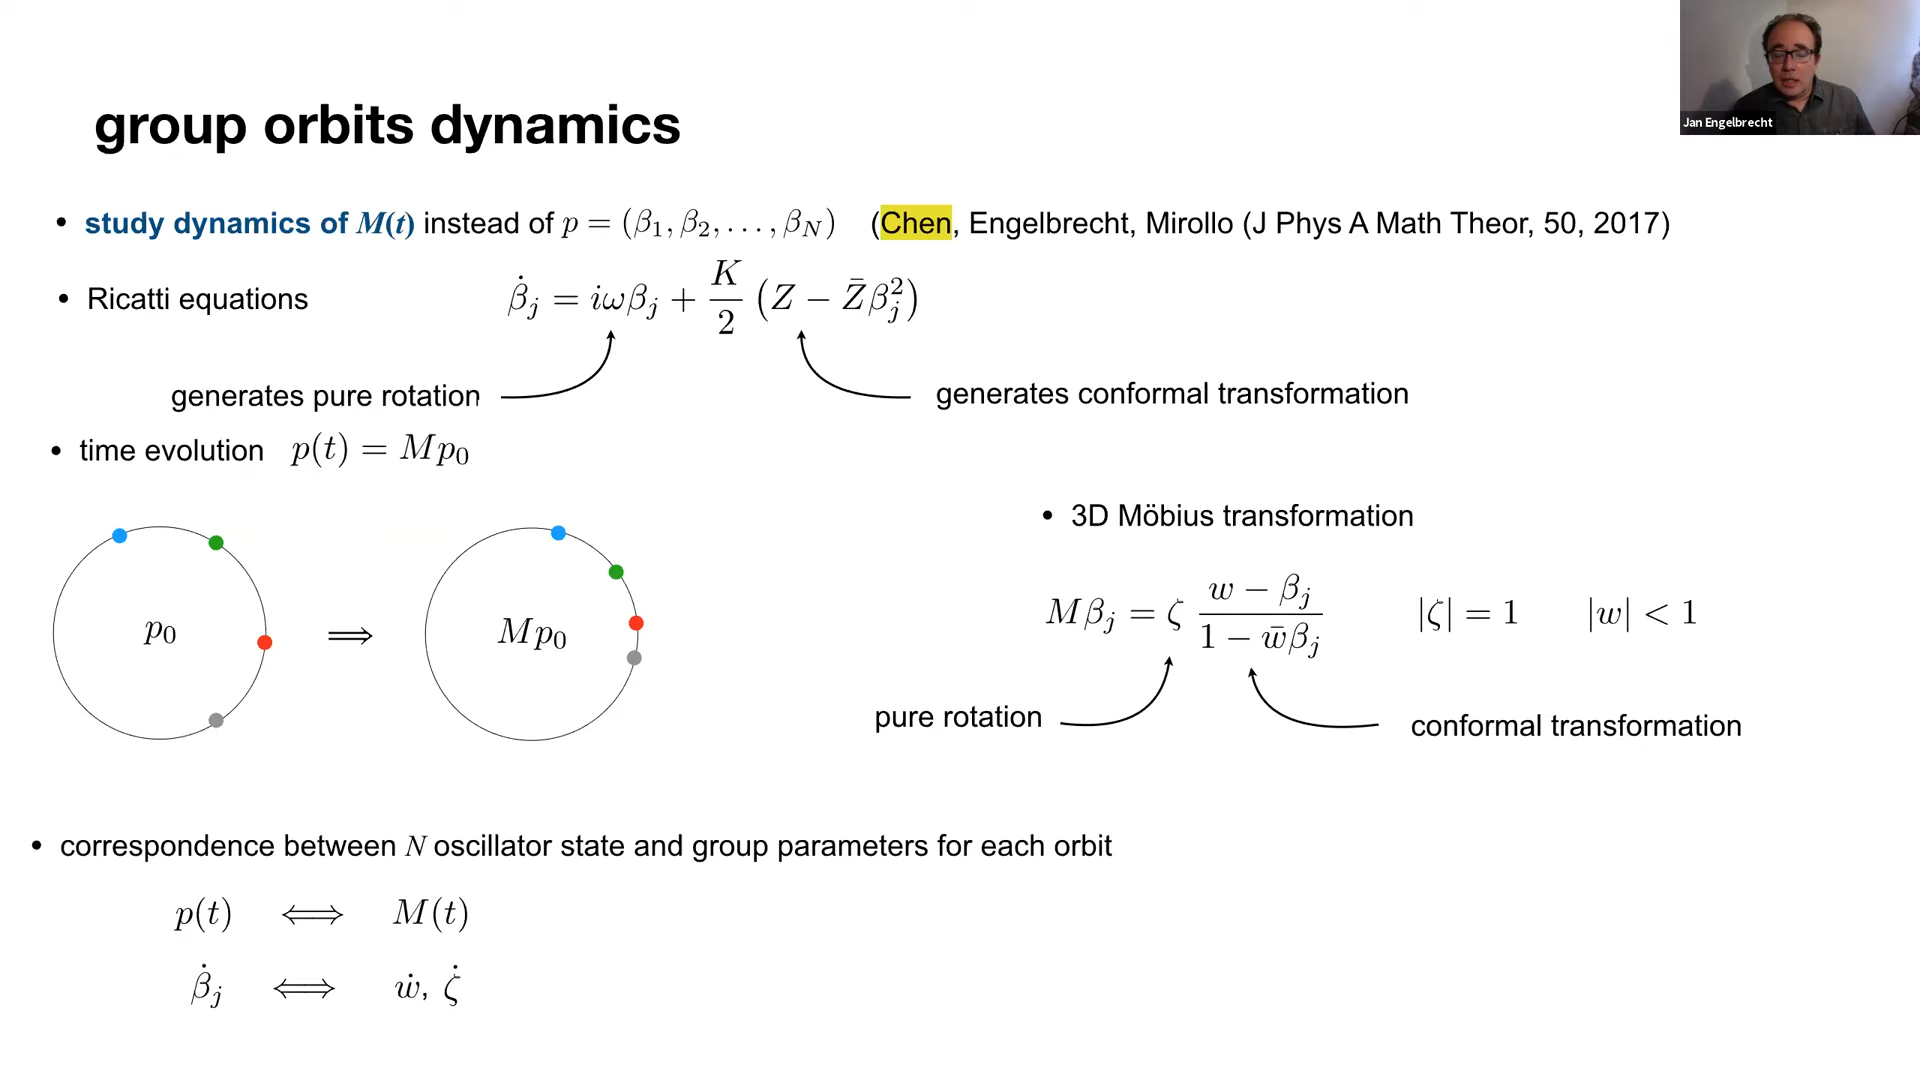 Jan Engelbrecht
group orbits dynamics
• study dynamics of M(t) instead of p = (β₁, β₂, . . . , β_N) (Chen, Engelbrecht, Mirollo (J Phys A Math Theor, 50, 2017)
• Ricatti equations β̇_j = iωβ_j + K/2 (Z − Z̄β_j²)
generates pure rotation
generates conformal transformation
• time evolution p(t) = Mp₀
• 3D Möbius transformation
p₀ ⟹ Mp₀
Mβ_j = ζ (w − β_j)/(1 − w̄β_j) |ζ| = 1 |w| < 1
pure rotation
conformal transformation
• correspondence between N oscillator state and group parameters for each orbit
p(t) ⟺ M(t)
β̇_j ⟺ ẇ, ζ̇